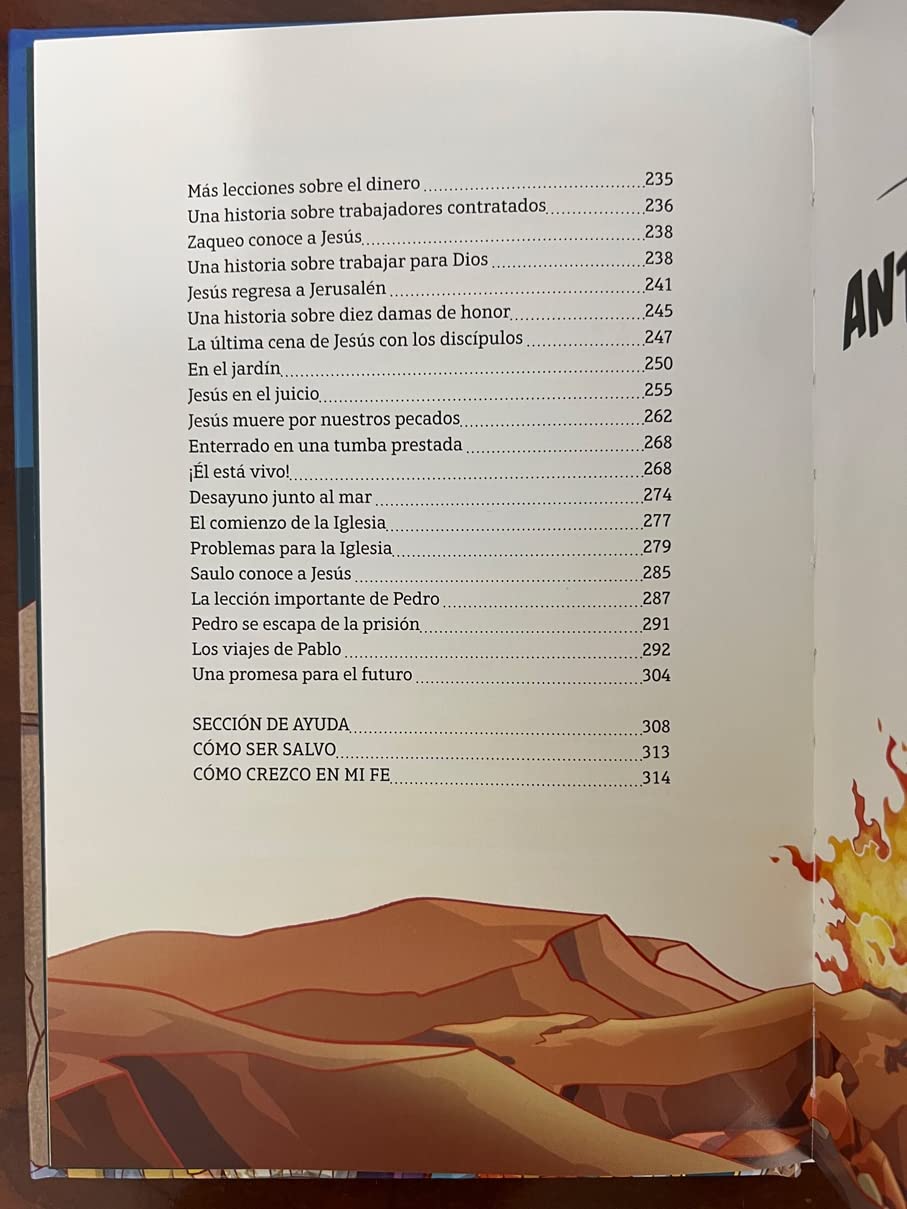 Más lecciones sobre el dinero 235
Una historia sobre trabajadores contratados 236
Zaqueo conoce a Jesús 238
Una historia sobre trabajar para Dios 238
Jesús regresa a Jerusalén 241
Una historia sobre diez damas de honor 245
La última cena de Jesús con los discípulos 247
En el jardín 250
Jesús en el juicio 255
Jesús muere por nuestros pecados 262
Enterrado en una tumba prestada 268
¡Él está vivo! 268
Desayuno junto al mar 274
El comienzo de la Iglesia 277
Problemas para la Iglesia 279
Saulo conoce a Jesús 285
La lección importante de Pedro 287
Pedro se escapa de la prisión 291
Los viajes de Pablo 292
Una promesa para el futuro 304
SECCIÓN DE AYUDA 308
CÓMO SER SALVO 313
CÓMO CREZCO EN MI FE 314